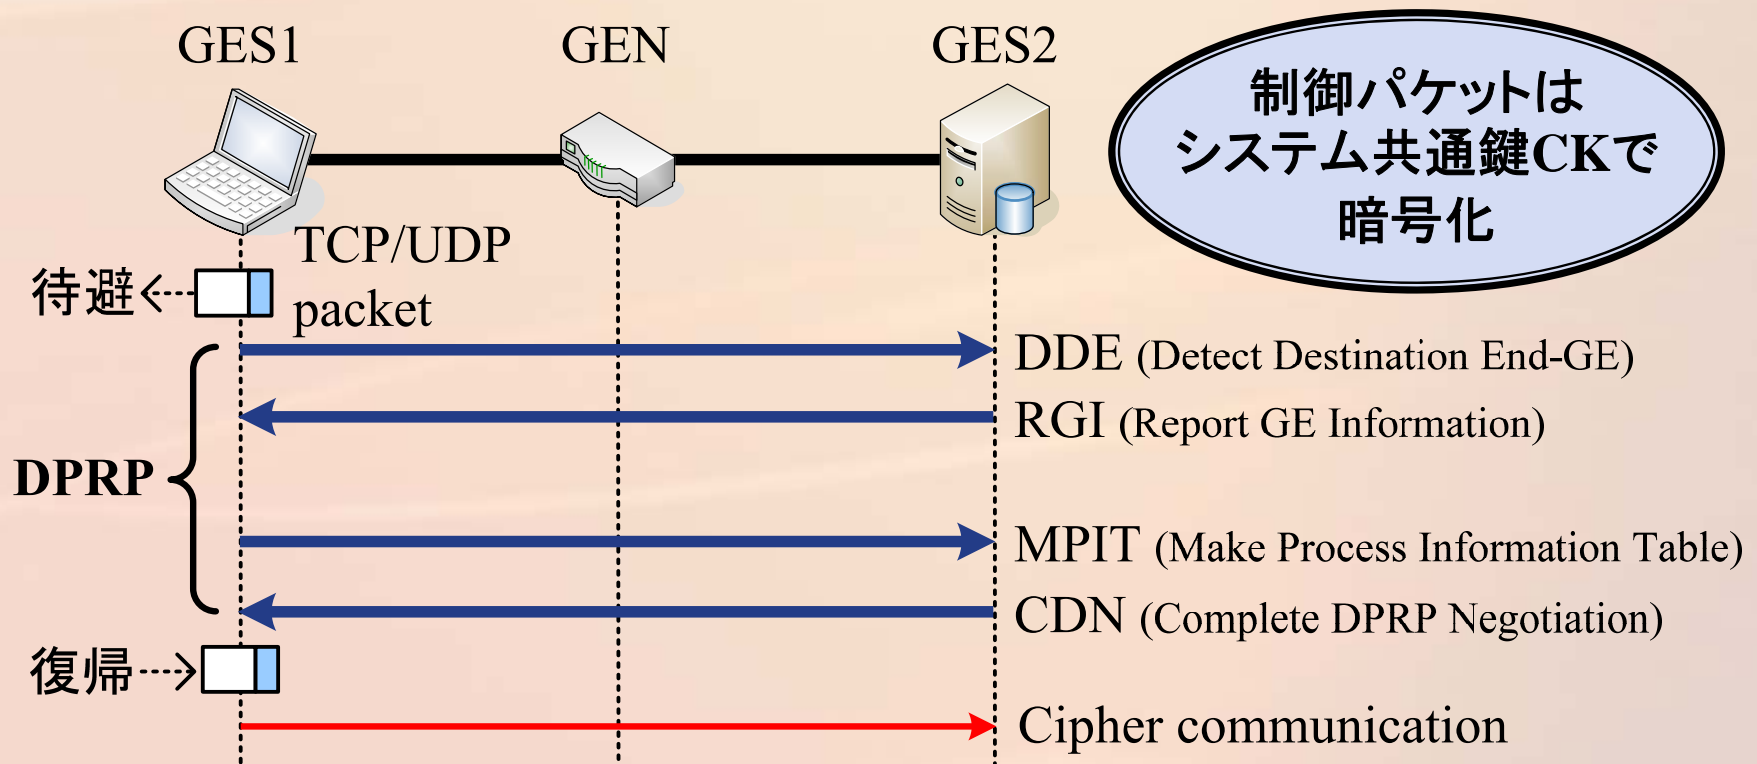 GES1
GEN
GES2
制御パケットは
システム共通鍵CKで
暗号化
TCP/UDP
packet
待避
DDE (Detect Destination End-GE)
RGI (Report GE Information)
DPRP
MPIT (Make Process Information Table)
CDN (Complete DPRP Negotiation)
復帰
Cipher communication